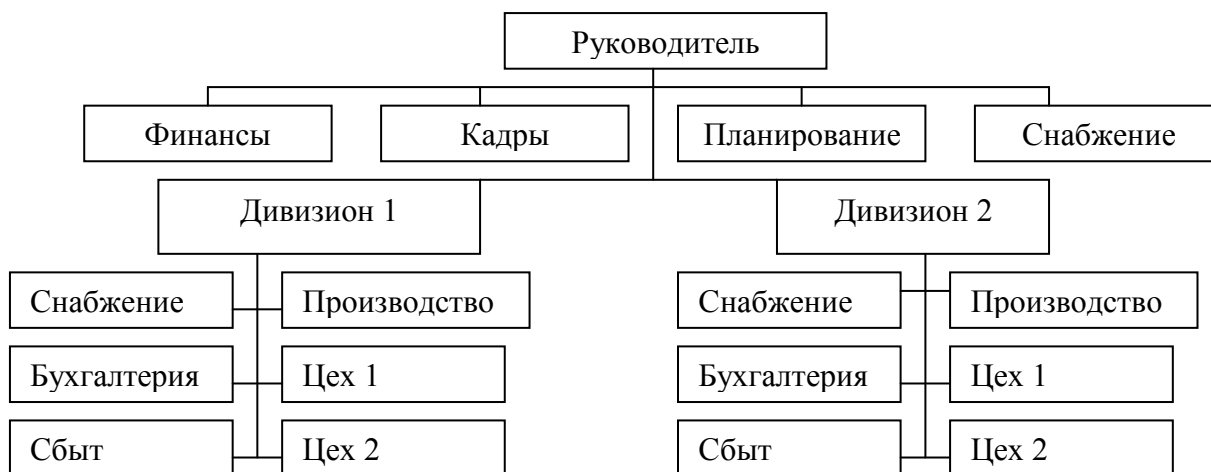 Руководитель
Финансы Кадры Планирование Снабжение
Дивизион 1 Дивизион 2
Снабжение Производство Снабжение Производство
Бухгалтерия Цех 1 Бухгалтерия Цех 1
Сбыт Цех 2 Сбыт Цех 2